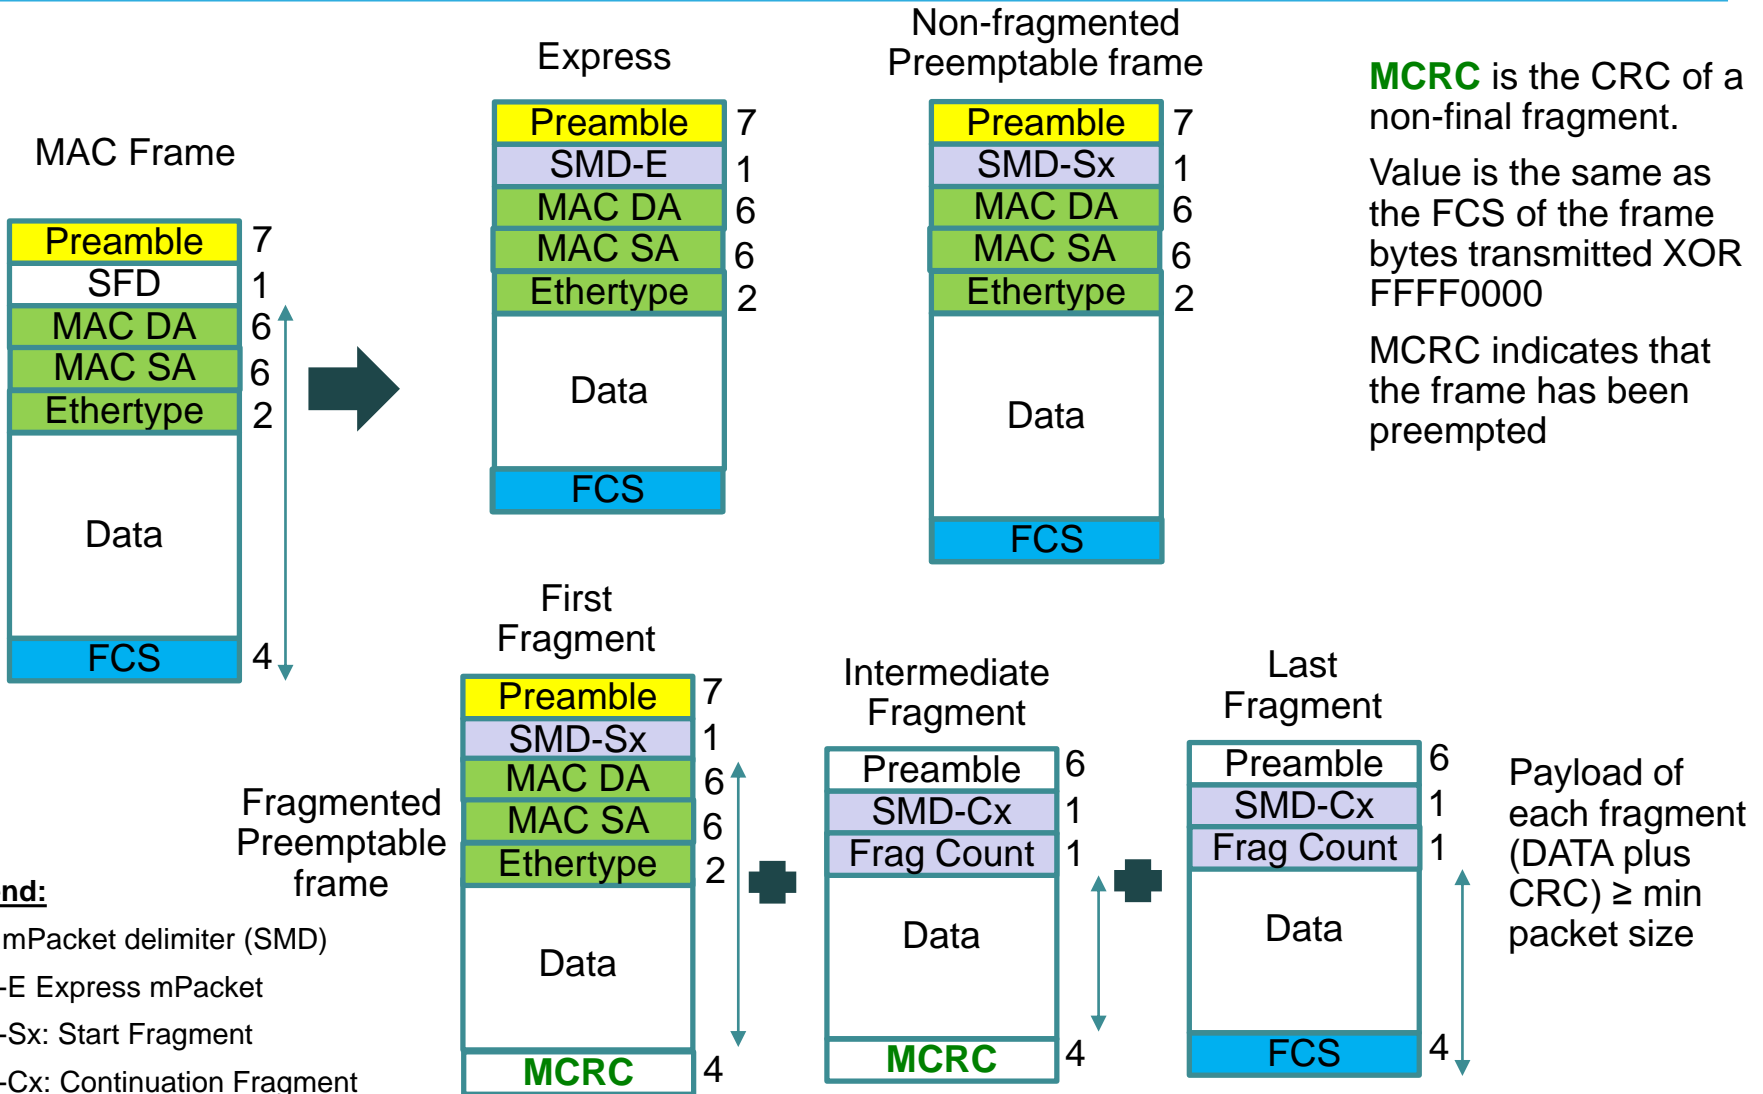 MAC Frame
Preamble 7
SFD 1
MAC DA 6
MAC SA 6
Ethertype 2
Data
FCS 4
Express
Preamble 7
SMD-E 1
MAC DA 6
MAC SA 6
Ethertype 2
Data
FCS
Non-fragmented
Preemptable frame
Preamble 7
SMD-Sx 1
MAC DA 6
MAC SA 6
Ethertype 2
Data
FCS
MCRC is the CRC of a
non-final fragment.
Value is the same as
the FCS of the frame
bytes transmitted XOR
FFFF0000
MCRC indicates that
the frame has been
preempted
Fragmented
Preemptable
frame
First
Fragment
Preamble 7
SMD-Sx 1
MAC DA 6
MAC SA 6
Ethertype 2
Data
MCRC 4
Intermediate
Fragment
Preamble 6
SMD-Cx 1
Frag Count 1
Data
MCRC 4
Last
Fragment
Preamble 6
SMD-Cx 1
Frag Count 1
Data
FCS 4
Payload of
each fragment
(DATA plus
CRC) ≥ min
packet size
end:
mPacket delimiter (SMD)
-E Express mPacket
-Sx: Start Fragment
-Cx: Continuation Fragment